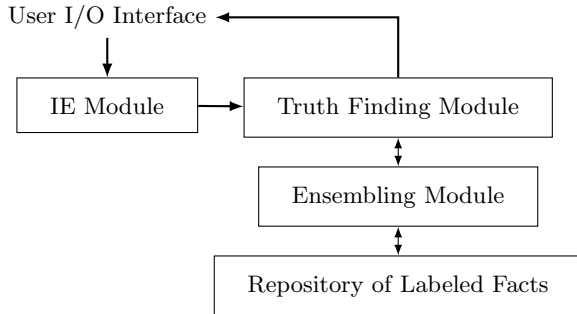 User I/O Interface
IE Module
Truth Finding Module
Ensembling Module
Repository of Labeled Facts